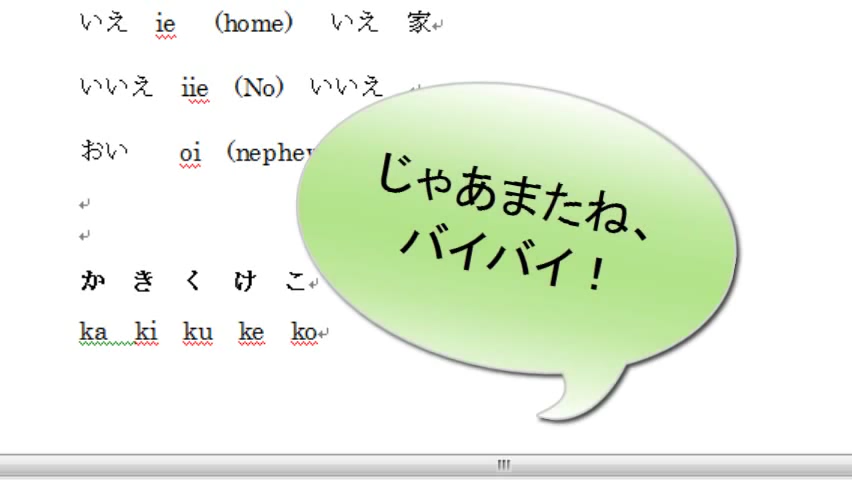 いえ ie (home) いえ 家
いいえ iie (No) いいえ
おい oi
か き く け こ
ka ki ku ke ko
じゃあまたね、
バイバイ！